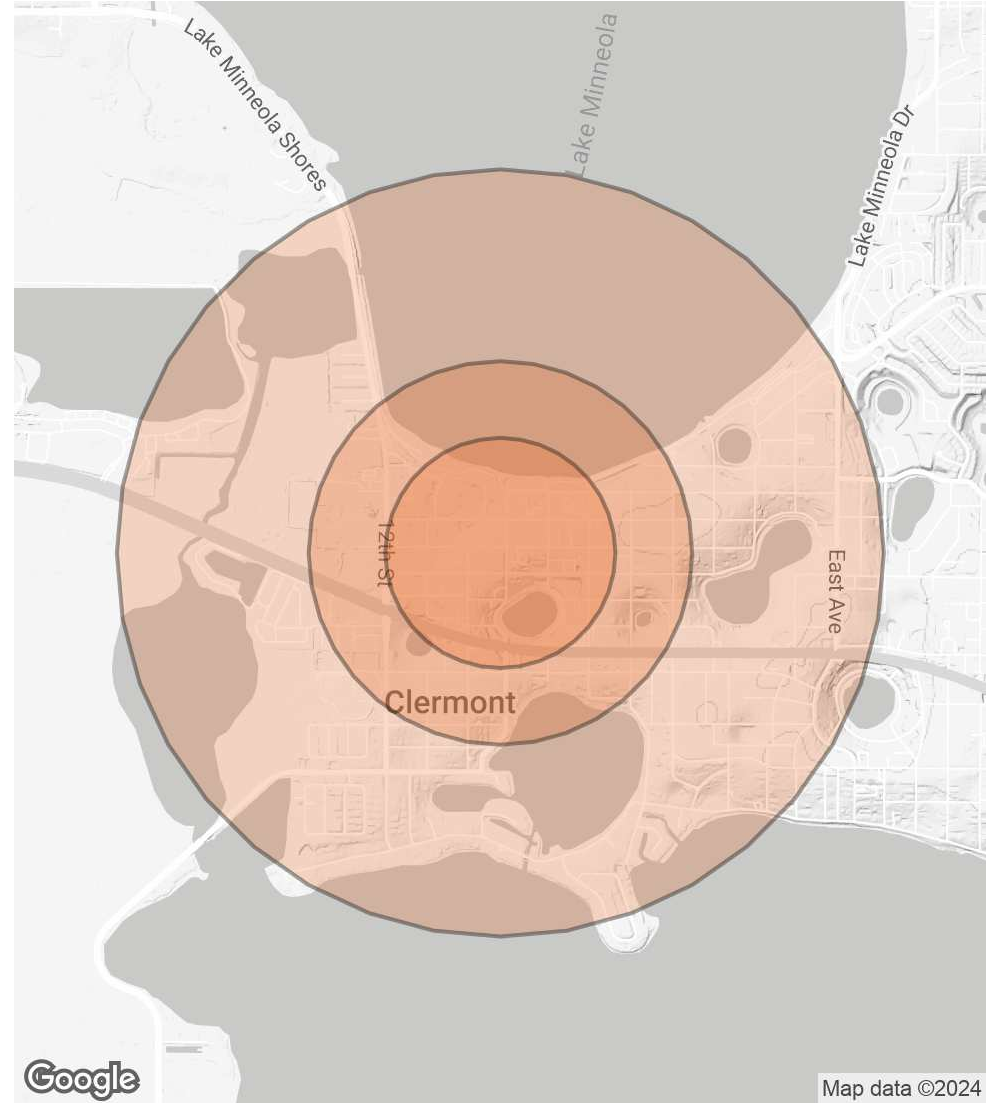 Lake Minneola Shores
Lake Minneola
Lake Minneola Dr
12th St
East Ave
Clermont
Google
Map data ©2024